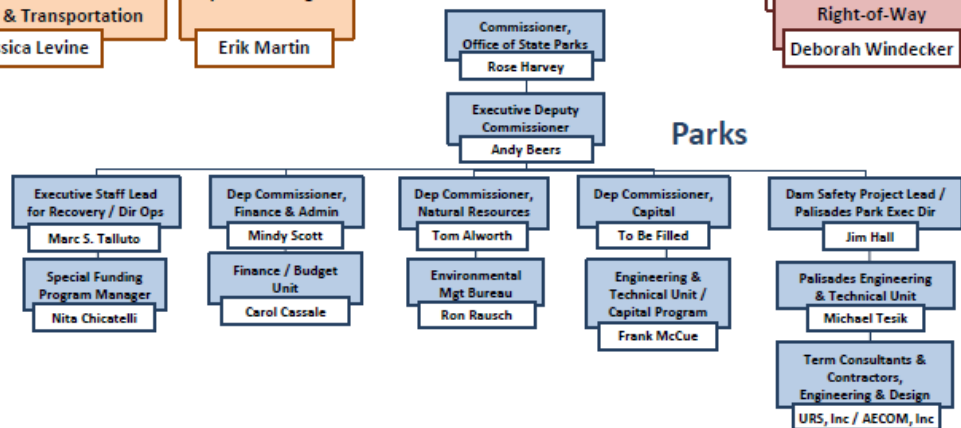 & Transportation
Levine
Erik Martin
Right-of-Way
Deborah Windecker
Commissioner,
Office of State Parks
Rose Harvey
Executive Deputy
Commissioner
Andy Beers
Parks
Executive Staff Lead
for Recovery / Dir Ops
Marc S. Talluto
Special Funding
Program Manager
Nita Chicatelli
Dep Commissioner,
Finance & Admin
Mindy Scott
Finance / Budget
Unit
Carol Cassale
Dep Commissioner,
Natural Resources
Tom Alworth
Environmental
Mgt Bureau
Ron Rausch
Dep Commissioner,
Capital
To Be Filled
Engineering &
Technical Unit /
Capital Program
Frank McCue
Dam Safety Project Lead /
Palisades Park Exec Dir
Jim Hall
Palisades Engineering
& Technical Unit
Michael Tesik
Term Consultants &
Contractors,
Engineering & Design
URS, Inc / AECOM, Inc